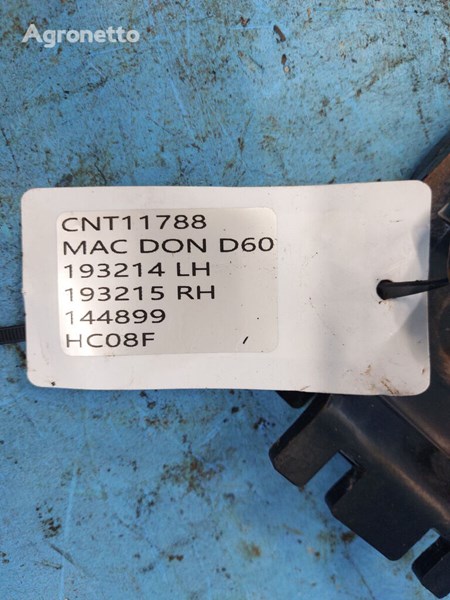 Agronetto
CNT11788
MAC DON D60
193214 LH
193215 RH
144899
HC08F